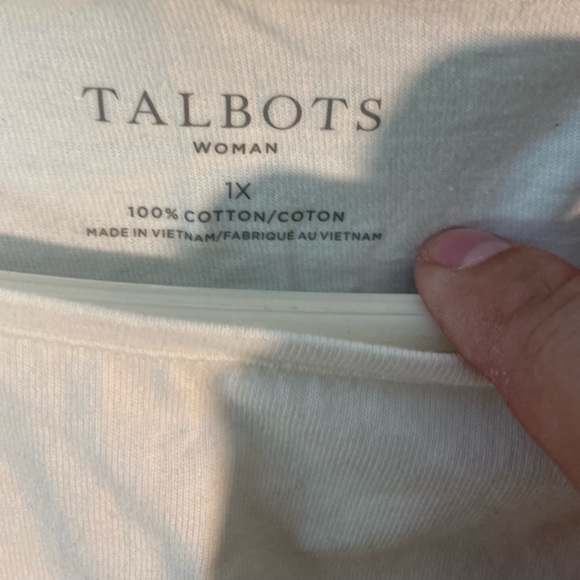 TALBOTS
WOMAN
1X
100% COTTON/COTON
MADE IN VIETNAM/FABRIQUÉ AU VIETNAM